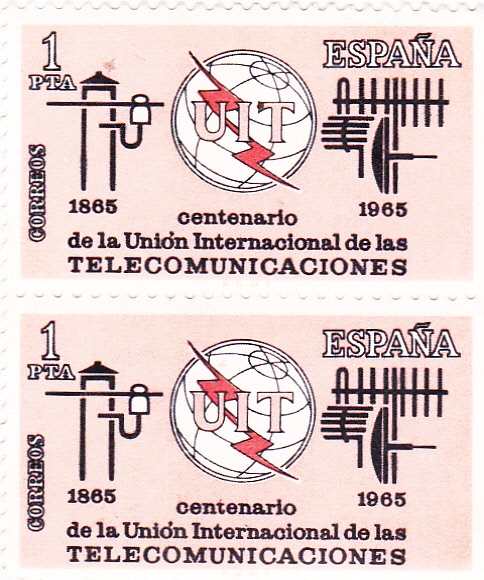 1 ESPAÑA
PTA
UIT
CORREOS
1865 1965
centenario
de la Unión Internacional de las
TELECOMUNICACIONES
1 ESPAÑA
PTA
UIT
CORREOS
1865 1965
centenario
de la Unión Internacional de las
TELECOMUNICACIONES